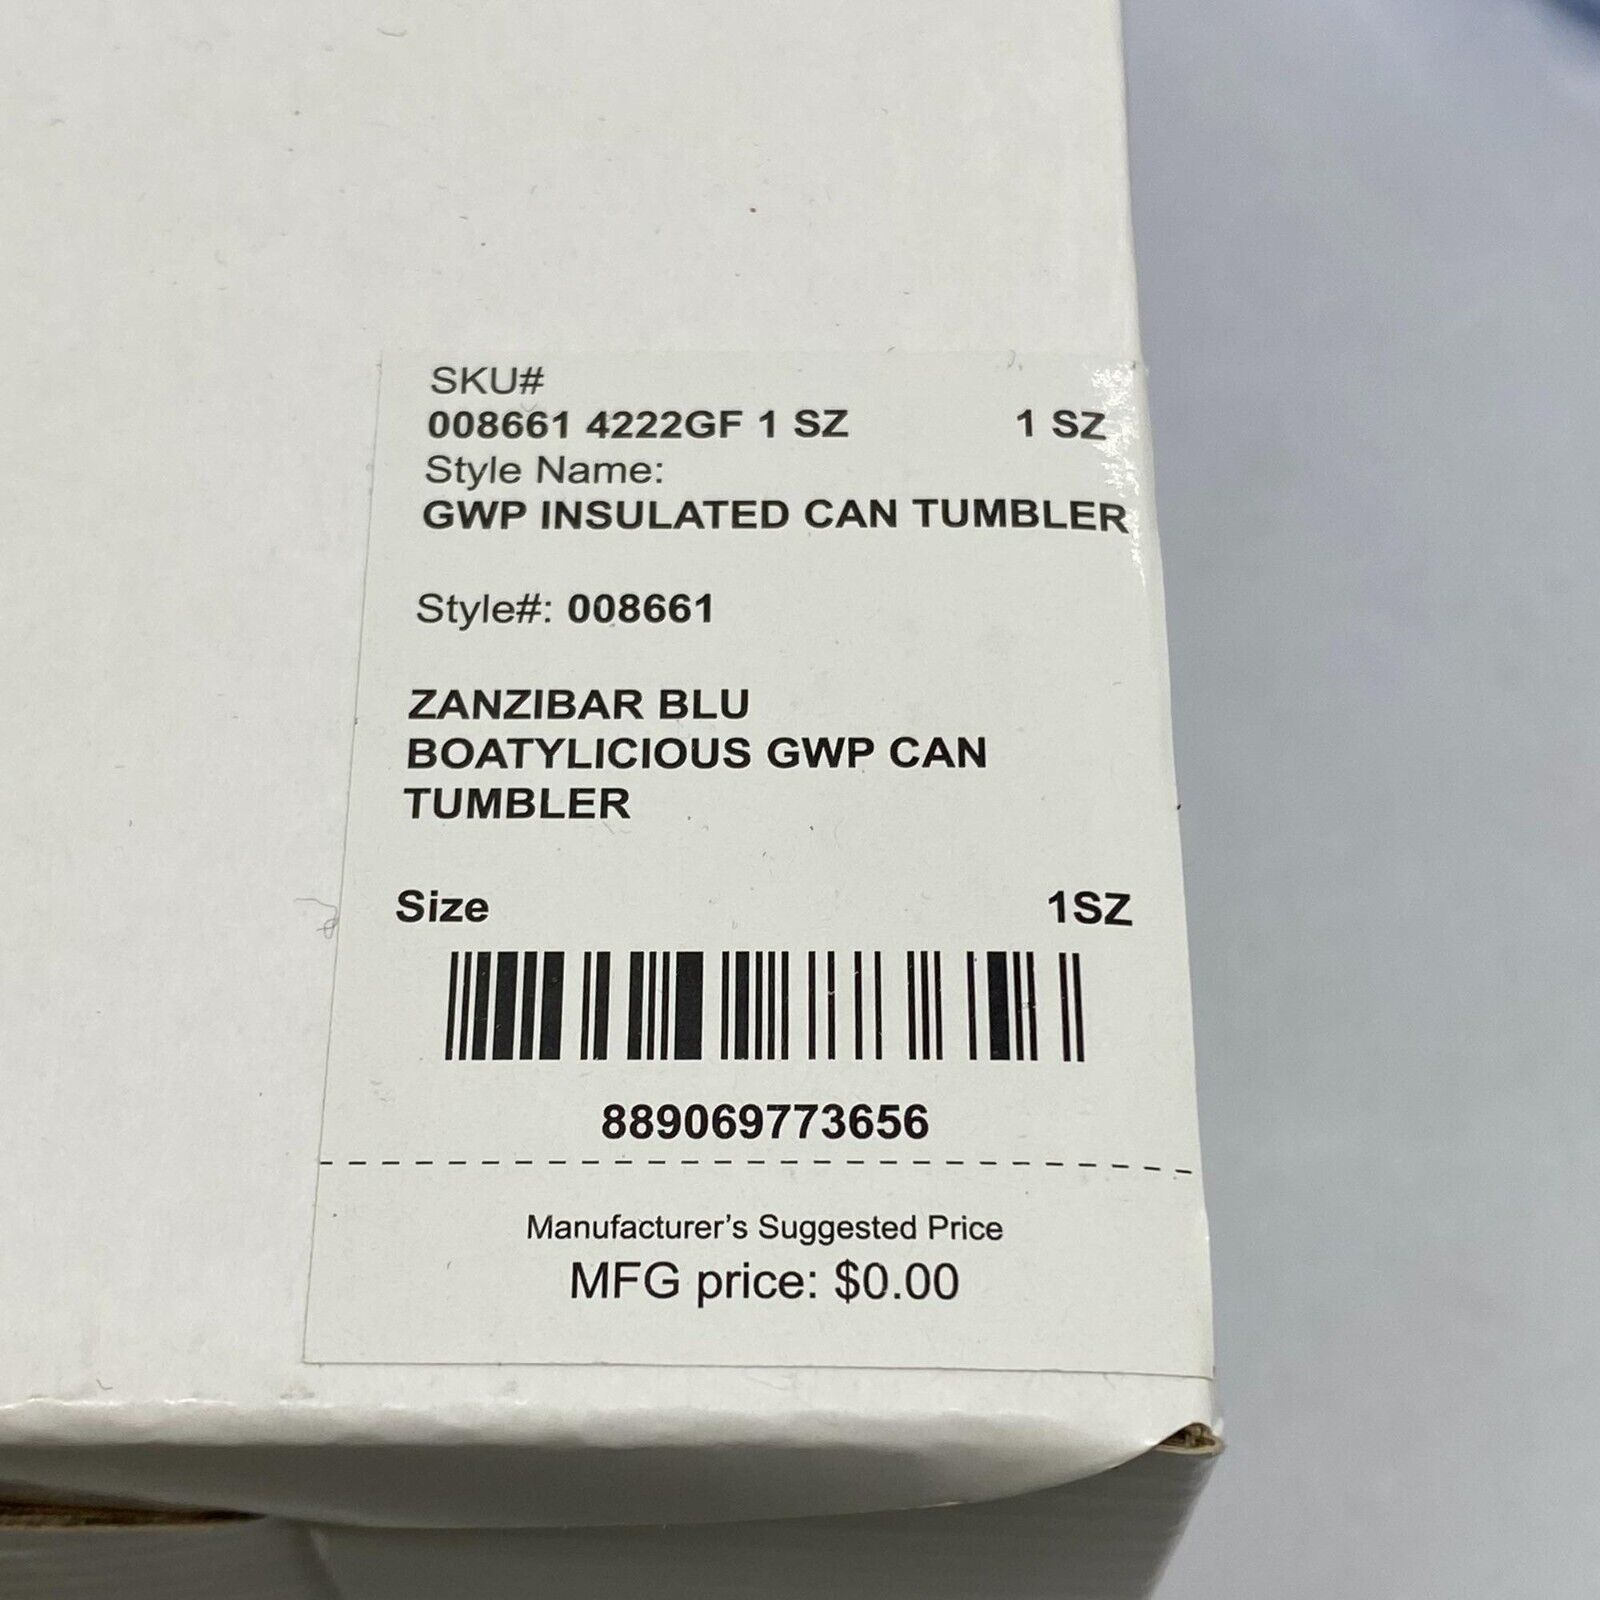 SKU#
008661 4222GF 1 SZ 1 SZ
Style Name:
GWP INSULATED CAN TUMBLER
Style#: 008661
ZANZIBAR BLU
BOATYLICIOUS GWP CAN
TUMBLER
Size 1SZ
889069773656
Manufacturer's Suggested Price
MFG price: $0.00